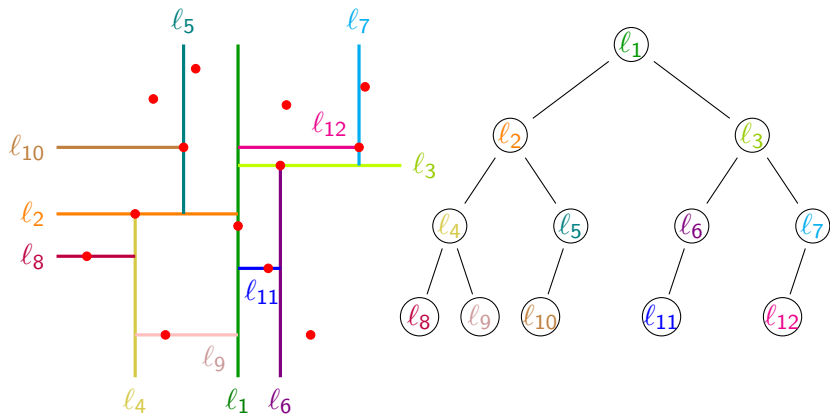 ℓ5 ℓ7
ℓ12
ℓ10
ℓ3
ℓ2
ℓ8
ℓ11
ℓ9
ℓ4 ℓ1 ℓ6
ℓ1
ℓ2 ℓ3
ℓ4 ℓ5 ℓ6 ℓ7
ℓ8 ℓ9 ℓ10 ℓ11 ℓ12